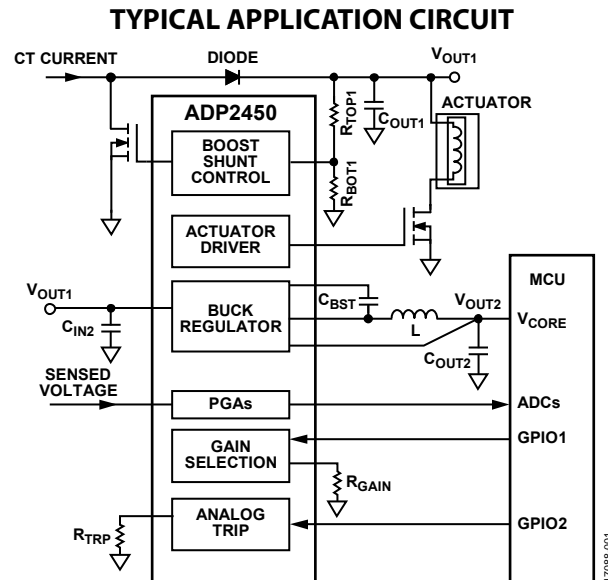 TYPICAL APPLICATION CIRCUIT
CT CURRENT
DIODE
VOUT1
ADP2450
RTOP1
COUT1
ACTUATOR
BOOST
SHUNT
CONTROL
RBOT1
ACTUATOR
DRIVER
MCU
VOUT1
BUCK
REGULATOR
CBST
VOUT2
VCORE
CIN2
L
COUT2
SENSED
VOLTAGE
PGAs
ADCs
GAIN
SELECTION
GPIO1
RGAIN
ANALOG
TRIP
RTRP
GPIO2
17088-001